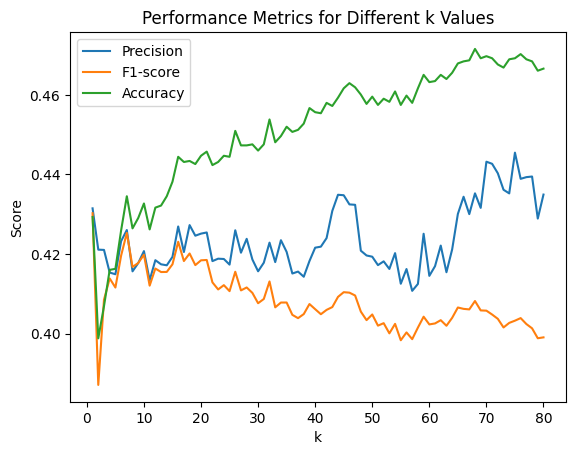 Performance Metrics for Different k Values
Precision
F1-score
Accuracy
Score
0.46
0.44
0.42
0.40
0 10 20 30 40 50 60 70 80
k